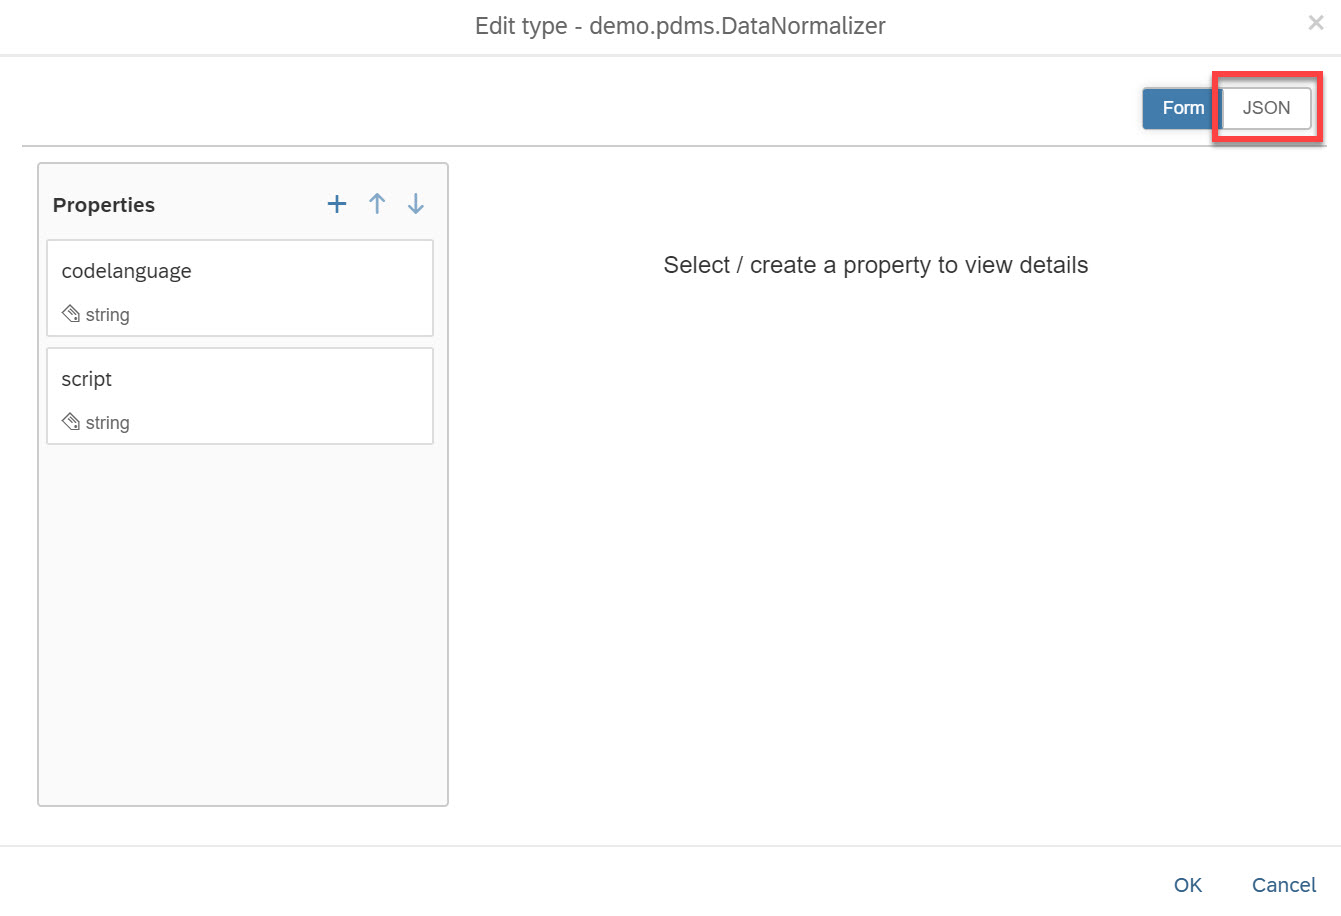 Edit type - demo.pdms.DataNormalizer
Form JSON
Properties
codelanguage
string
script
string
Select / create a property to view details
OK Cancel